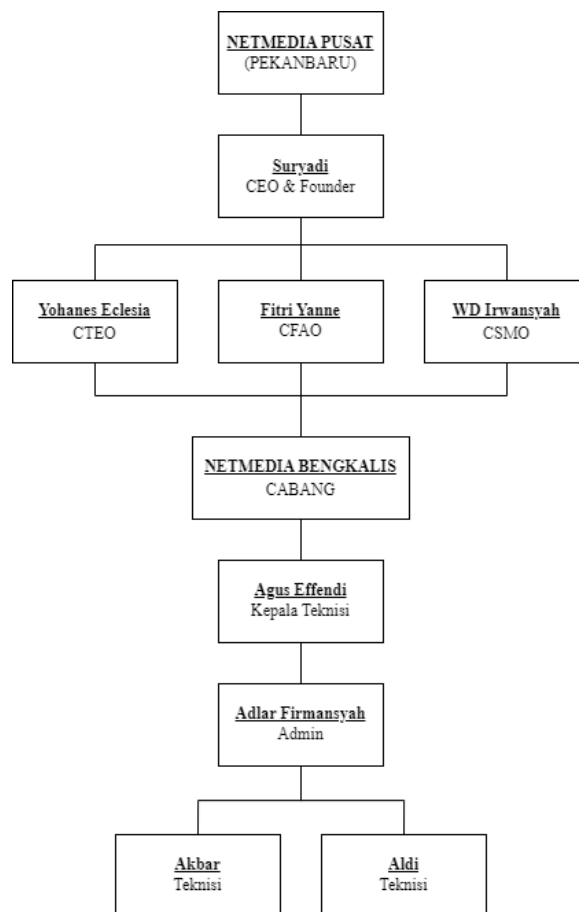 NETMEDIA PUSAT
(PEKANBARU)
Suryadi
CEO & Founder
Yohanes Eclesia
CTEO
Fitri Yanne
CFAO
WD Irwansyah
CSMO
NETMEDIA BENGKALIS
CABANG
Agus Effendi
Kepala Teknisi
Adlar Firmansyah
Admin
Akbar
Teknisi
Aldi
Teknisi